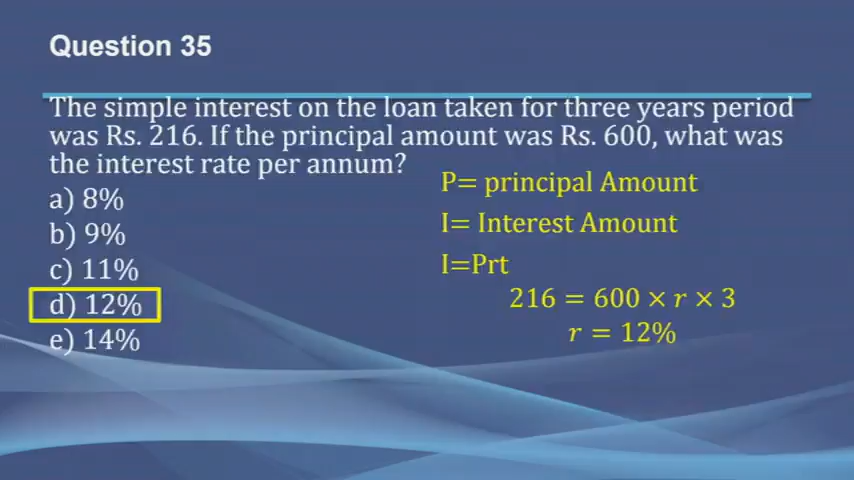 Question 35
The simple interest on the loan taken for three years period
was Rs. 216. If the principal amount was Rs. 600, what was
the interest rate per annum?
a) 8%
b) 9%
c) 11%
d) 12%
e) 14%
P= principal Amount
I= Interest Amount
I=Prt
216 = 600 × r × 3
r = 12%